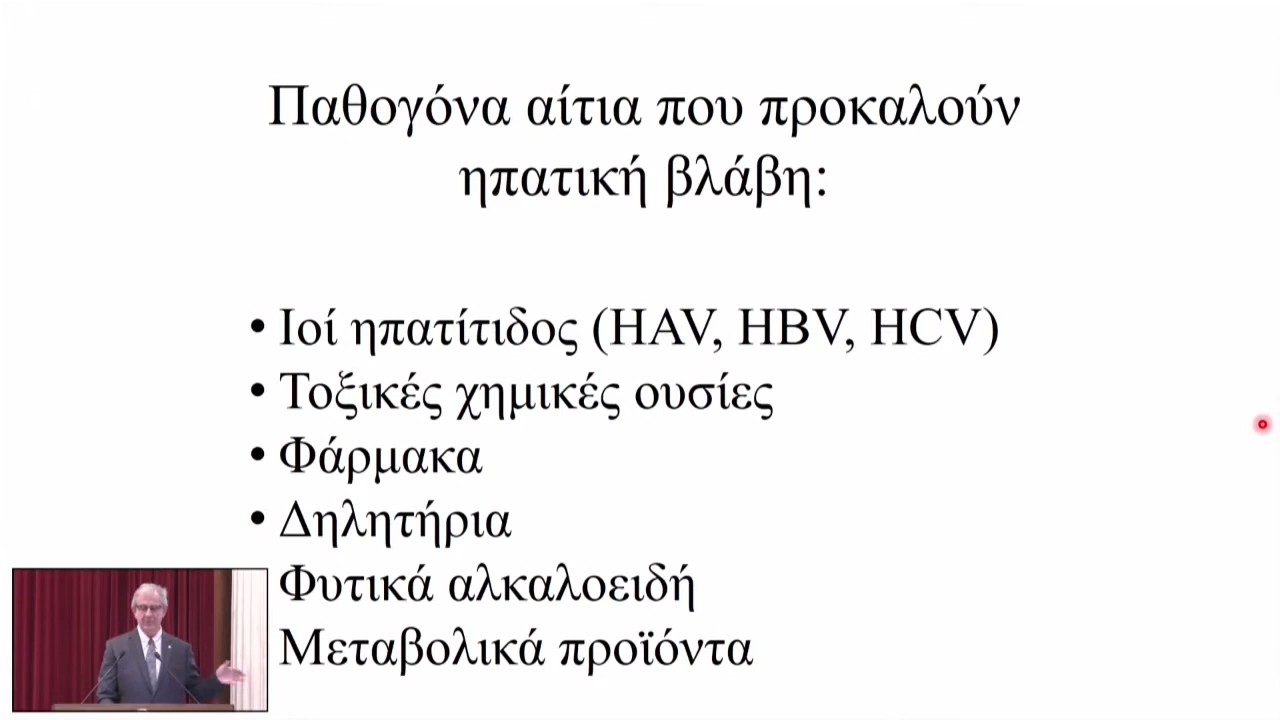 Παθογόνα αίτια που προκαλούν
ηπατική βλάβη:
• Ιοί ηπατίτιδος (HAV, HBV, HCV)
• Τοξικές χημικές ουσίες
• Φάρμακα
• Δηλητήρια
Φυτικά αλκαλοειδή
Μεταβολικά προϊόντα